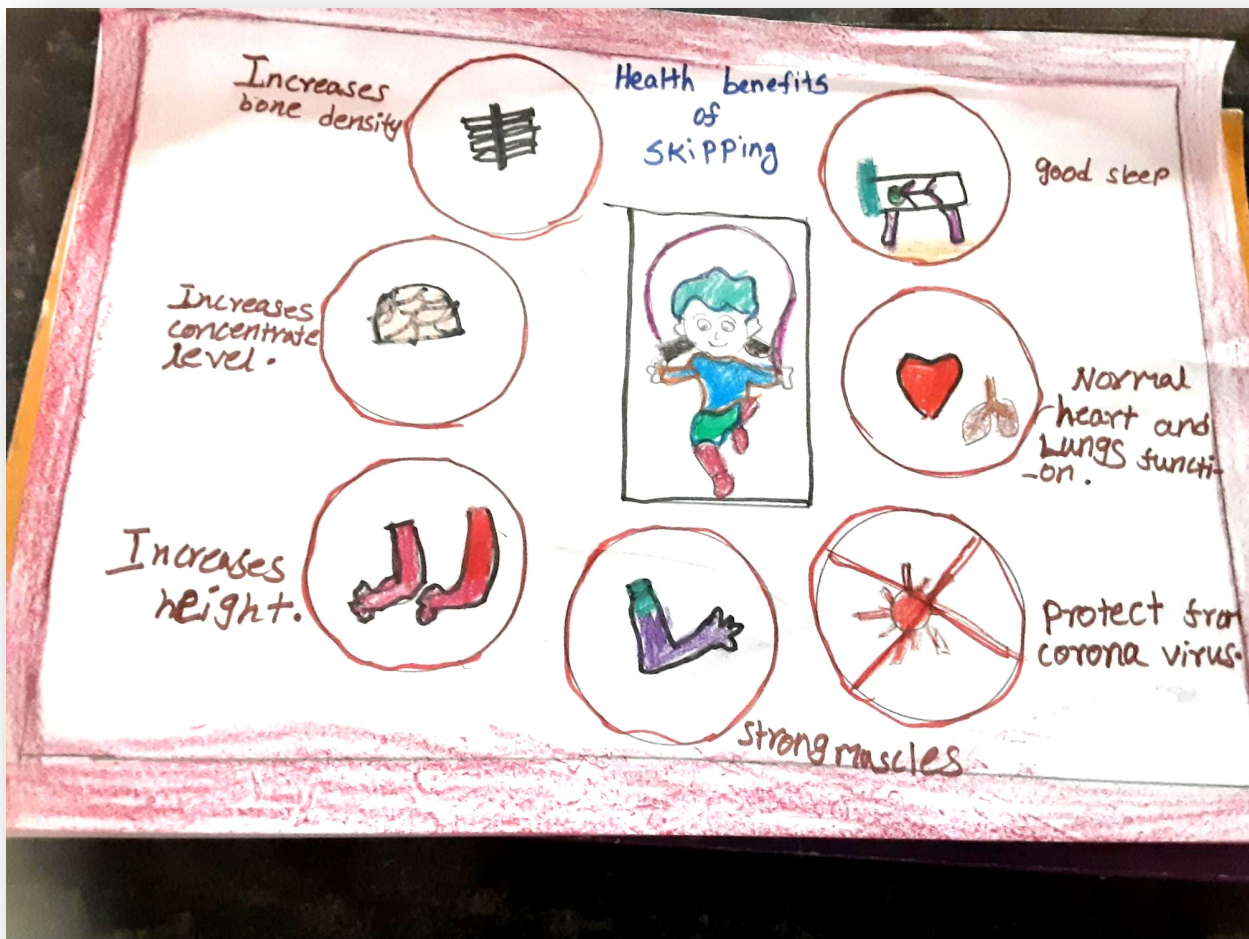 Health benefits
of
SKiPPing
Increases
bone density
good sleep
Increases
concentrate
level.
Normal
heart and
Lungs functi-
-on.
Increases
height.
Protect fro
corona virus.
strong muscles